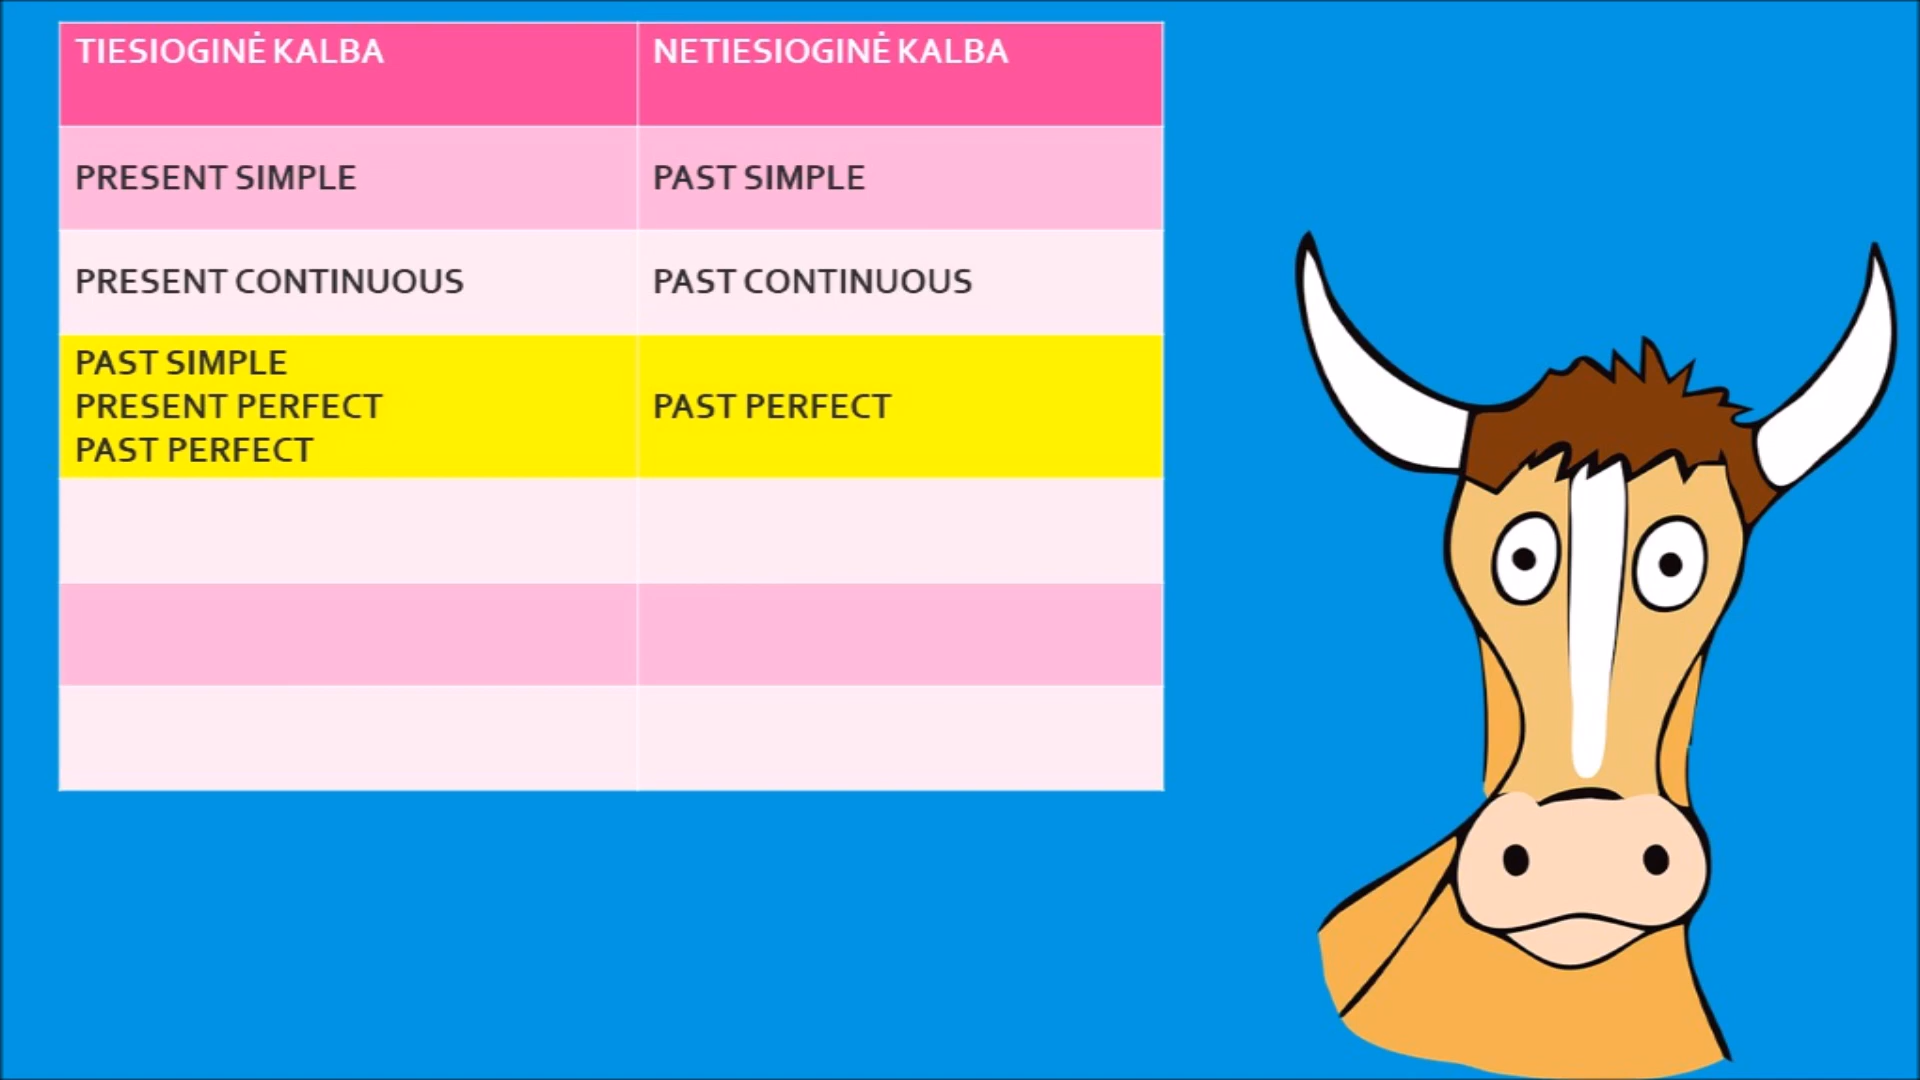 TIESIOGINĖ KALBA
NETIESIOGINĖ KALBA
PRESENT SIMPLE
PAST SIMPLE
PRESENT CONTINUOUS
PAST CONTINUOUS
PAST SIMPLE
PRESENT PERFECT
PAST PERFECT
PAST PERFECT